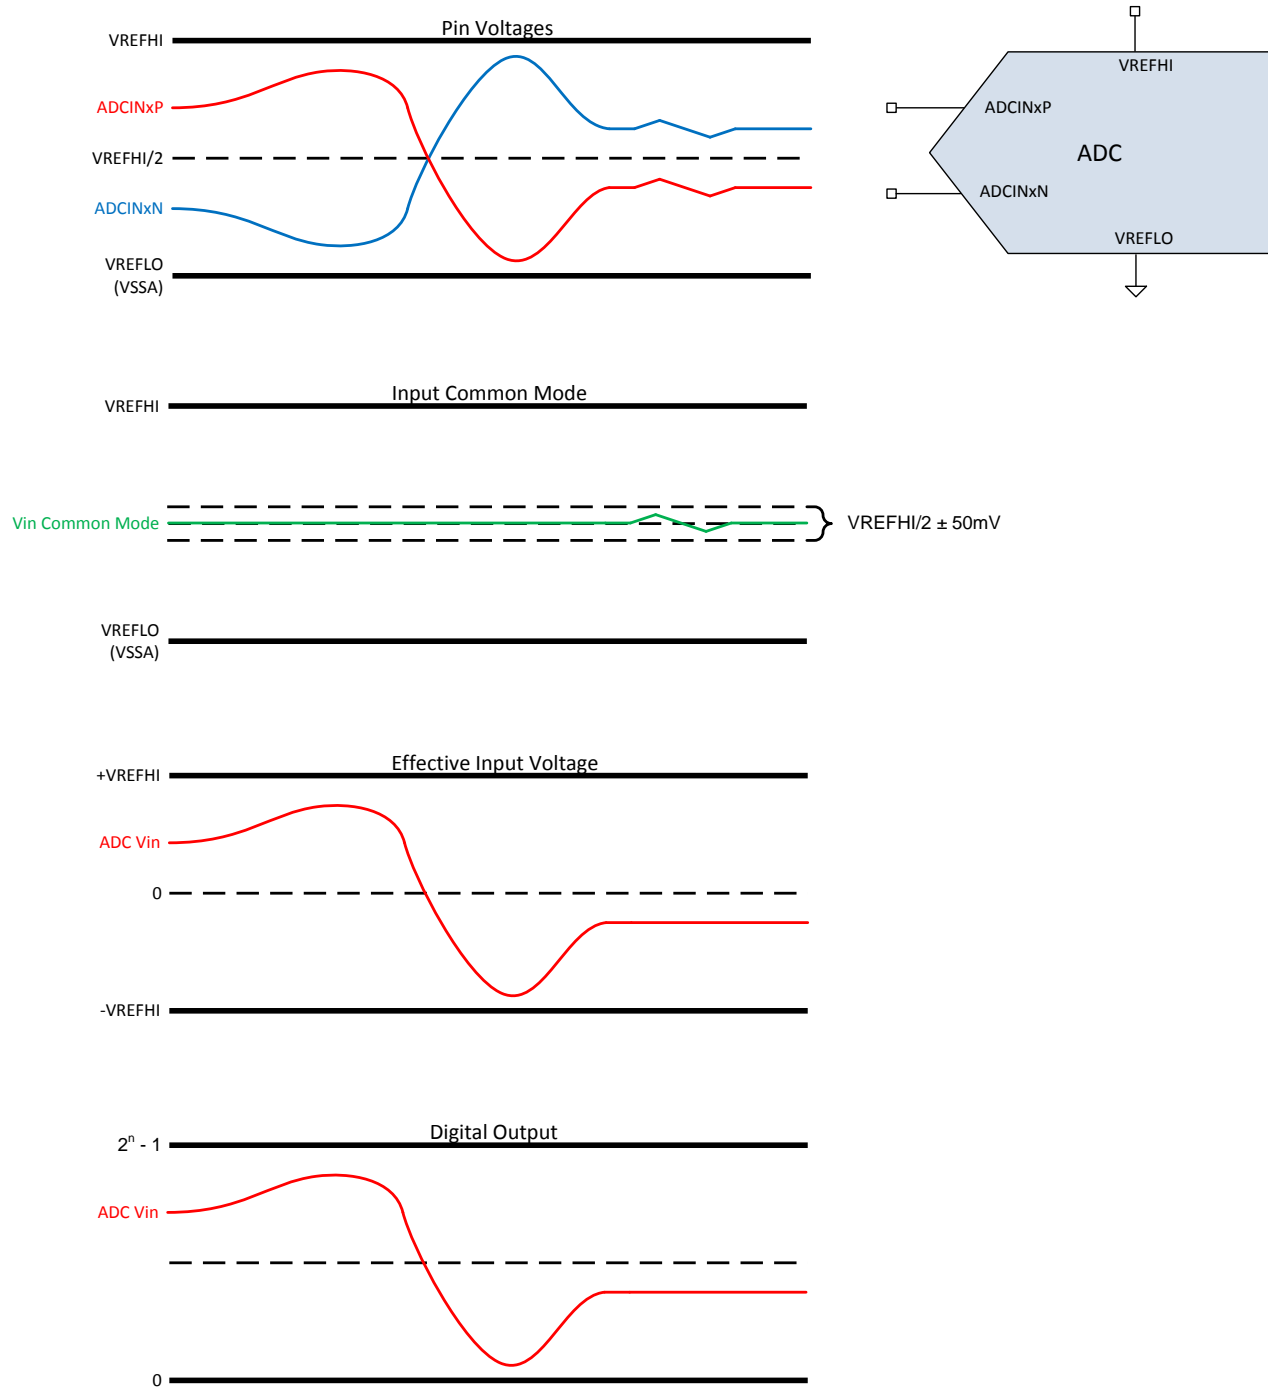 Pin Voltages
VREFHI
ADCINxP
VREFHI/2
ADCINxN
VREFLO
(VSSA)
VREFHI
ADCINxP
ADC
ADCINxN
VREFLO
Input Common Mode
VREFHI
Vin Common Mode
VREFHI/2 ± 50mV
VREFLO
(VSSA)
Effective Input Voltage
+VREFHI
ADC Vin
0
-VREFHI
Digital Output
2ⁿ - 1
ADC Vin
0